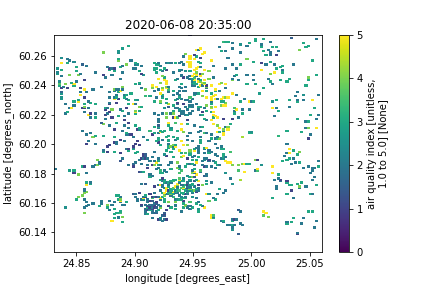 2020-06-08 20:35:00
60.26
60.24
60.22
60.20
60.18
60.16
60.14
latitude [degrees_north]
24.85 24.90 24.95 25.00 25.05
longitude [degrees_east]
5
4
3
2
1
0
air quality index [unitless,
1.0 to 5.0] [None]